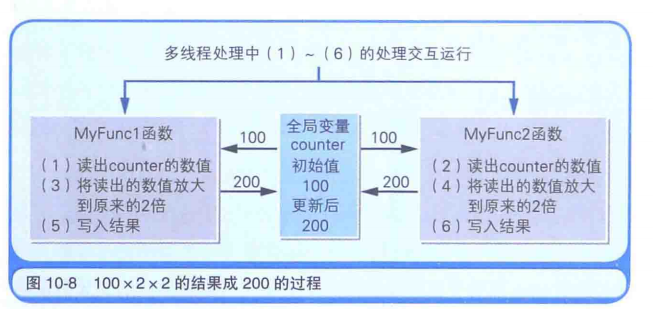 多线程处理中（1）~（6）的处理交互运行
MyFunc1函数
（1）读出counter的数值
（3）将读出的数值放大
到原来的2倍
（5）写入结果
100
200
全局变量
counter
初始值
100
更新后
200
100
200
MyFunc2函数
（2）读出counter的数值
（4）将读出的数值放大
到原来的2倍
（6）写入结果
图 10-8 100×2×2 的结果成 200 的过程